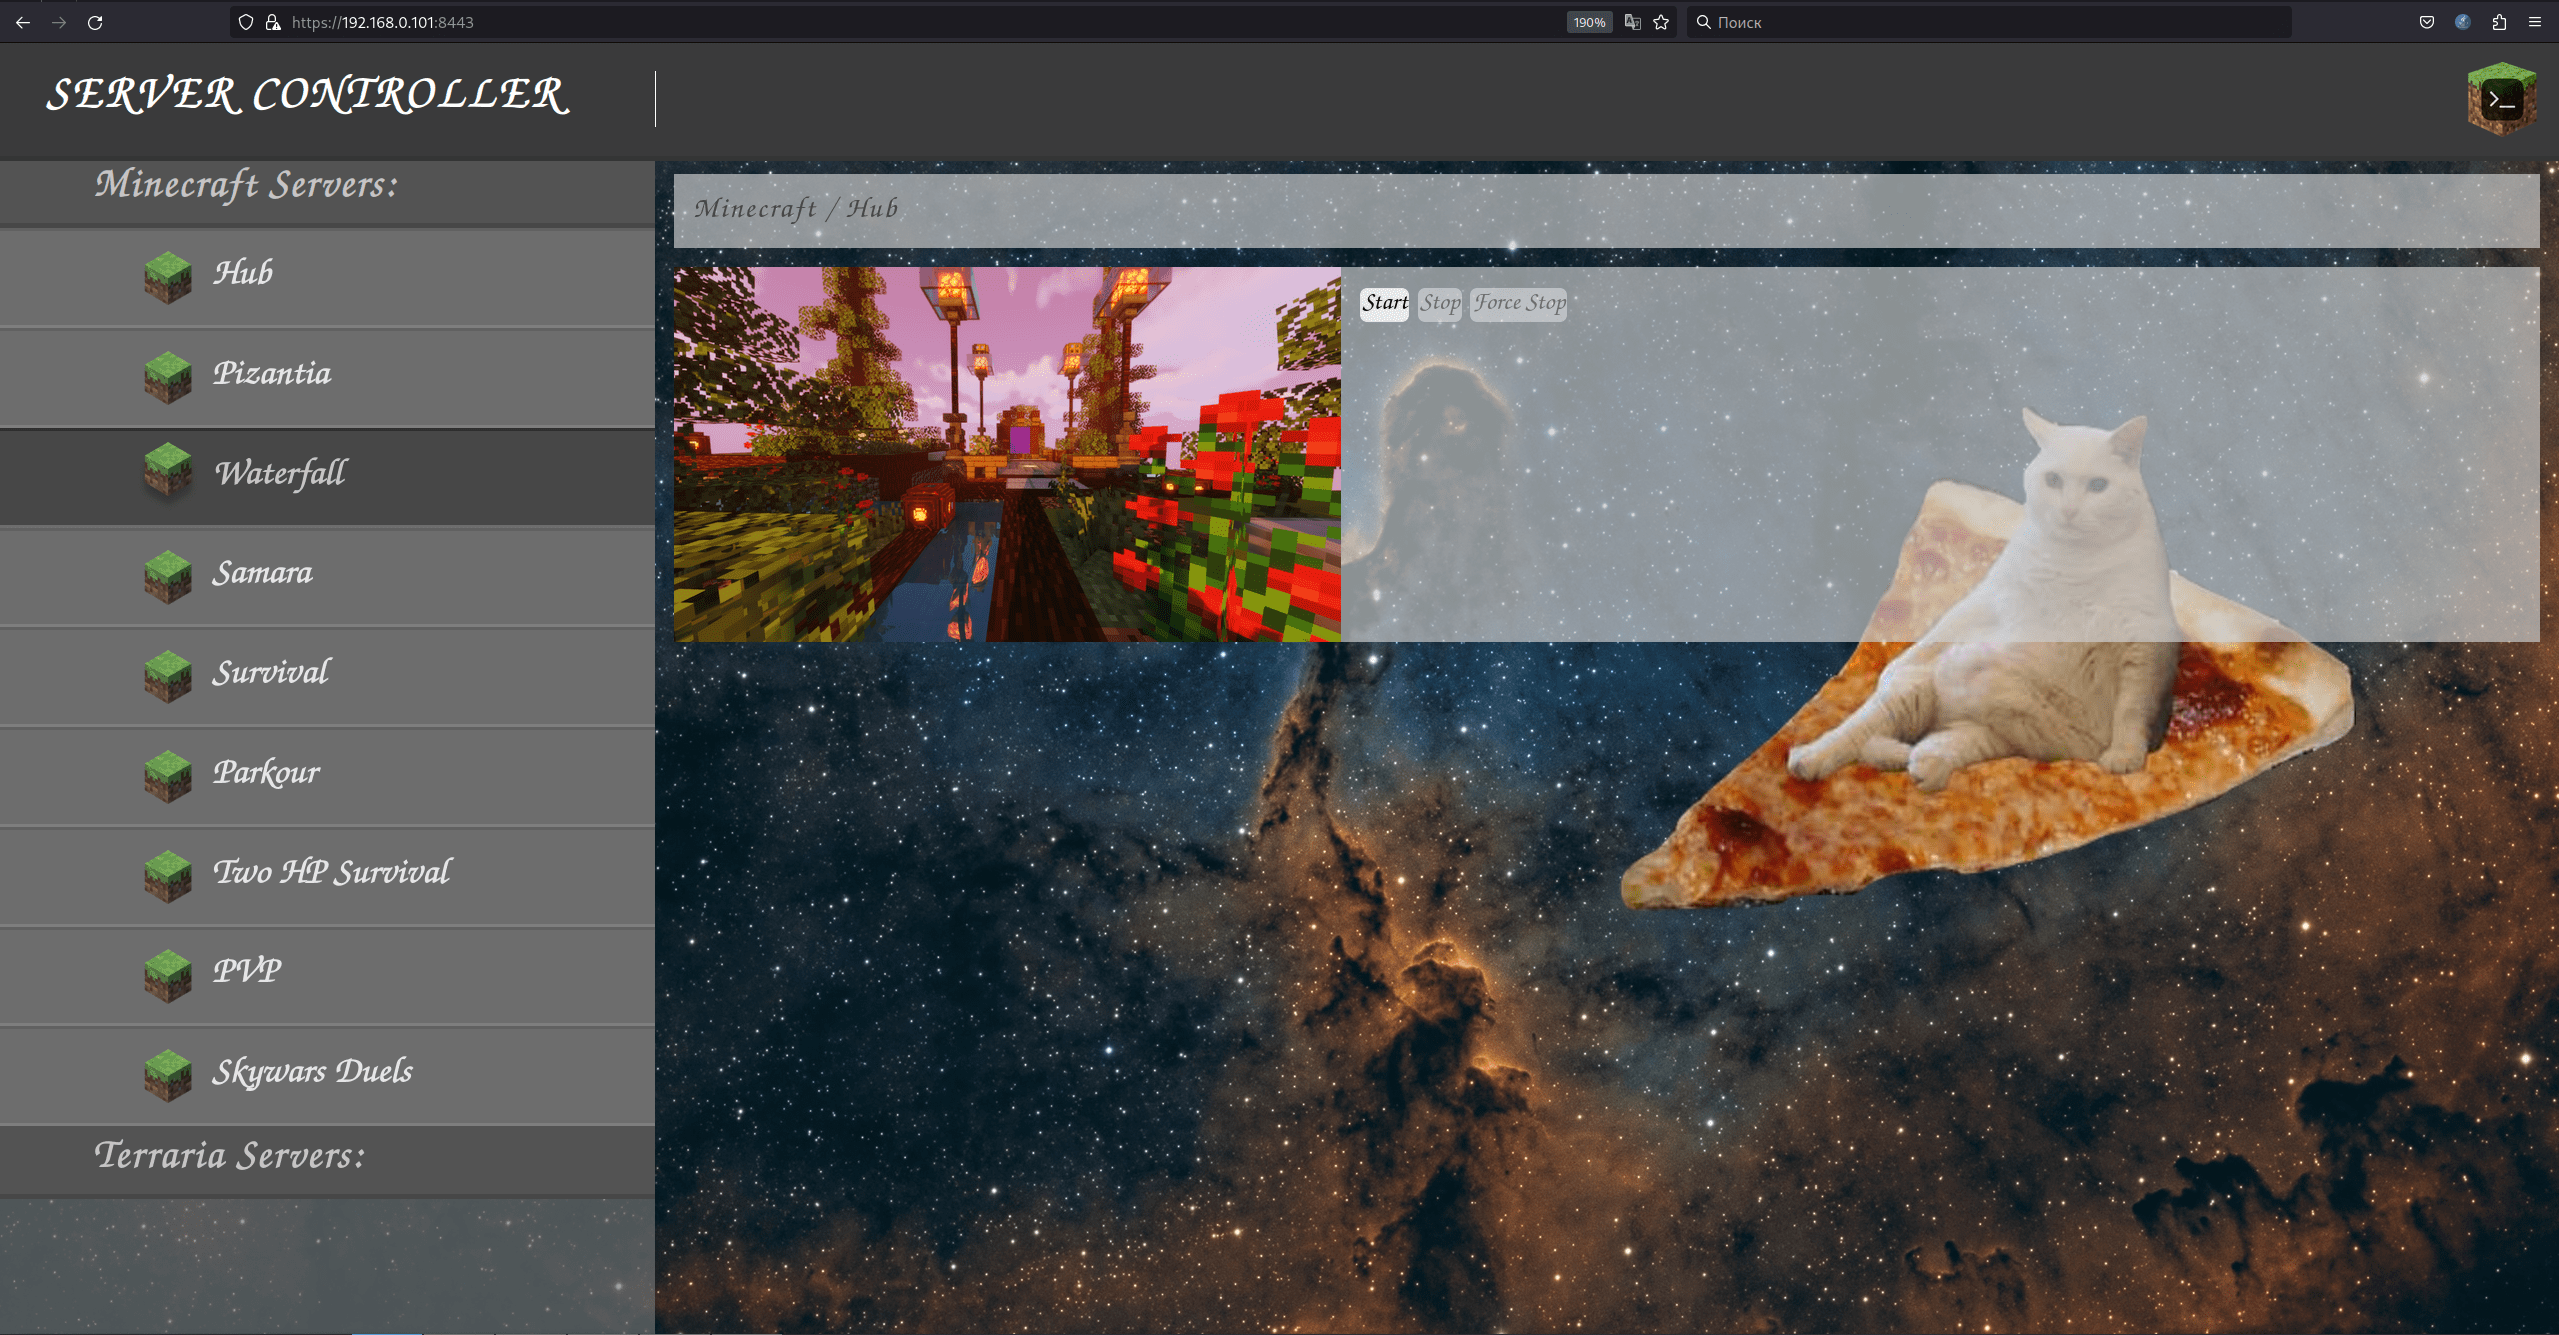 https://192.168.0.101:8443
190%
Поиск
SERVER CONTROLLER
>_
Minecraft Servers:
Hub
Pizantia
Waterfall
Samara
Survival
Parkour
Two HP Survival
PVP
Skywars Duels
Terraria Servers:
Minecraft / Hub
Start Stop Force Stop